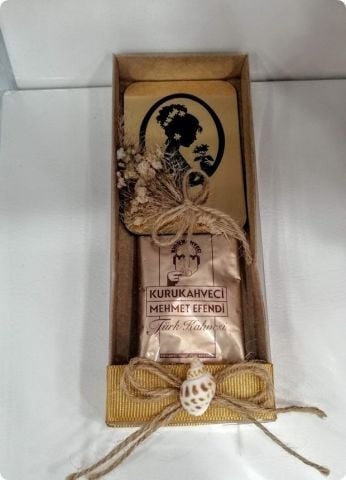 KURUKAHVECİ
MEHMET EFENDİ
Türk Kahvesi